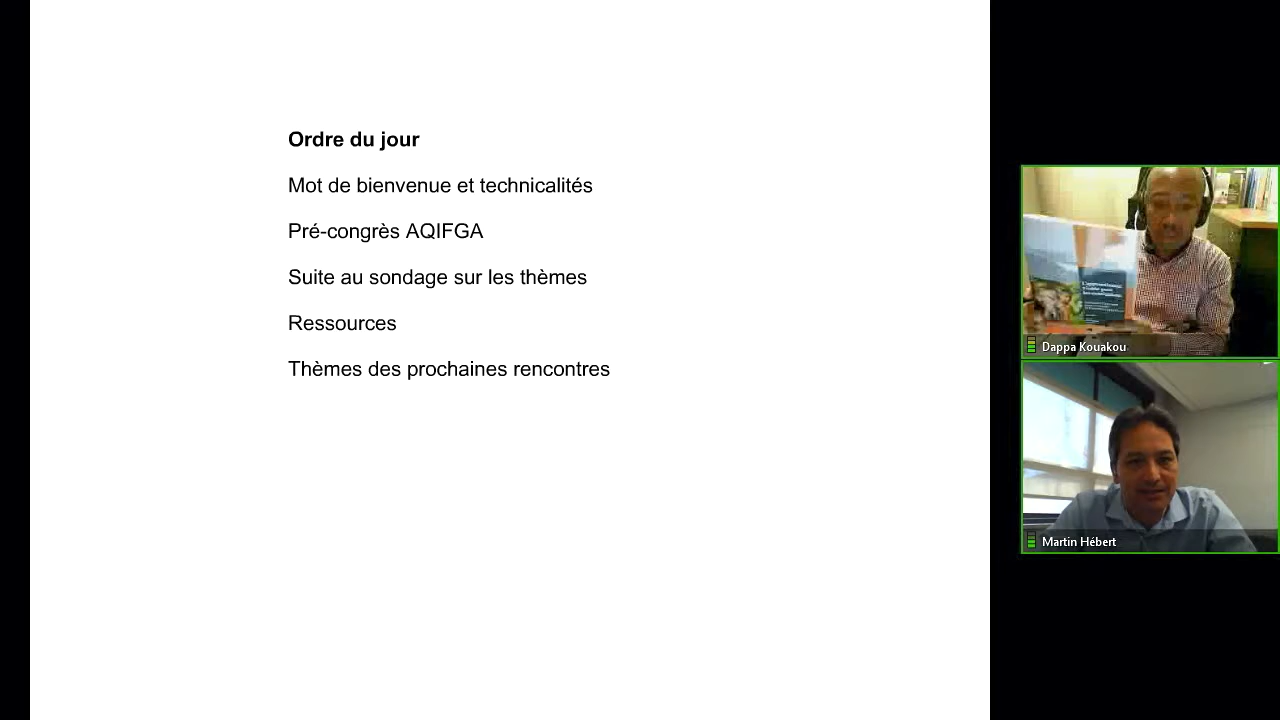 Ordre du jour
Mot de bienvenue et technicalités
Pré-congrès AQIFGA
Suite au sondage sur les thèmes
Ressources
Thèmes des prochaines rencontres
Dappa Kouakou
Martin Hébert